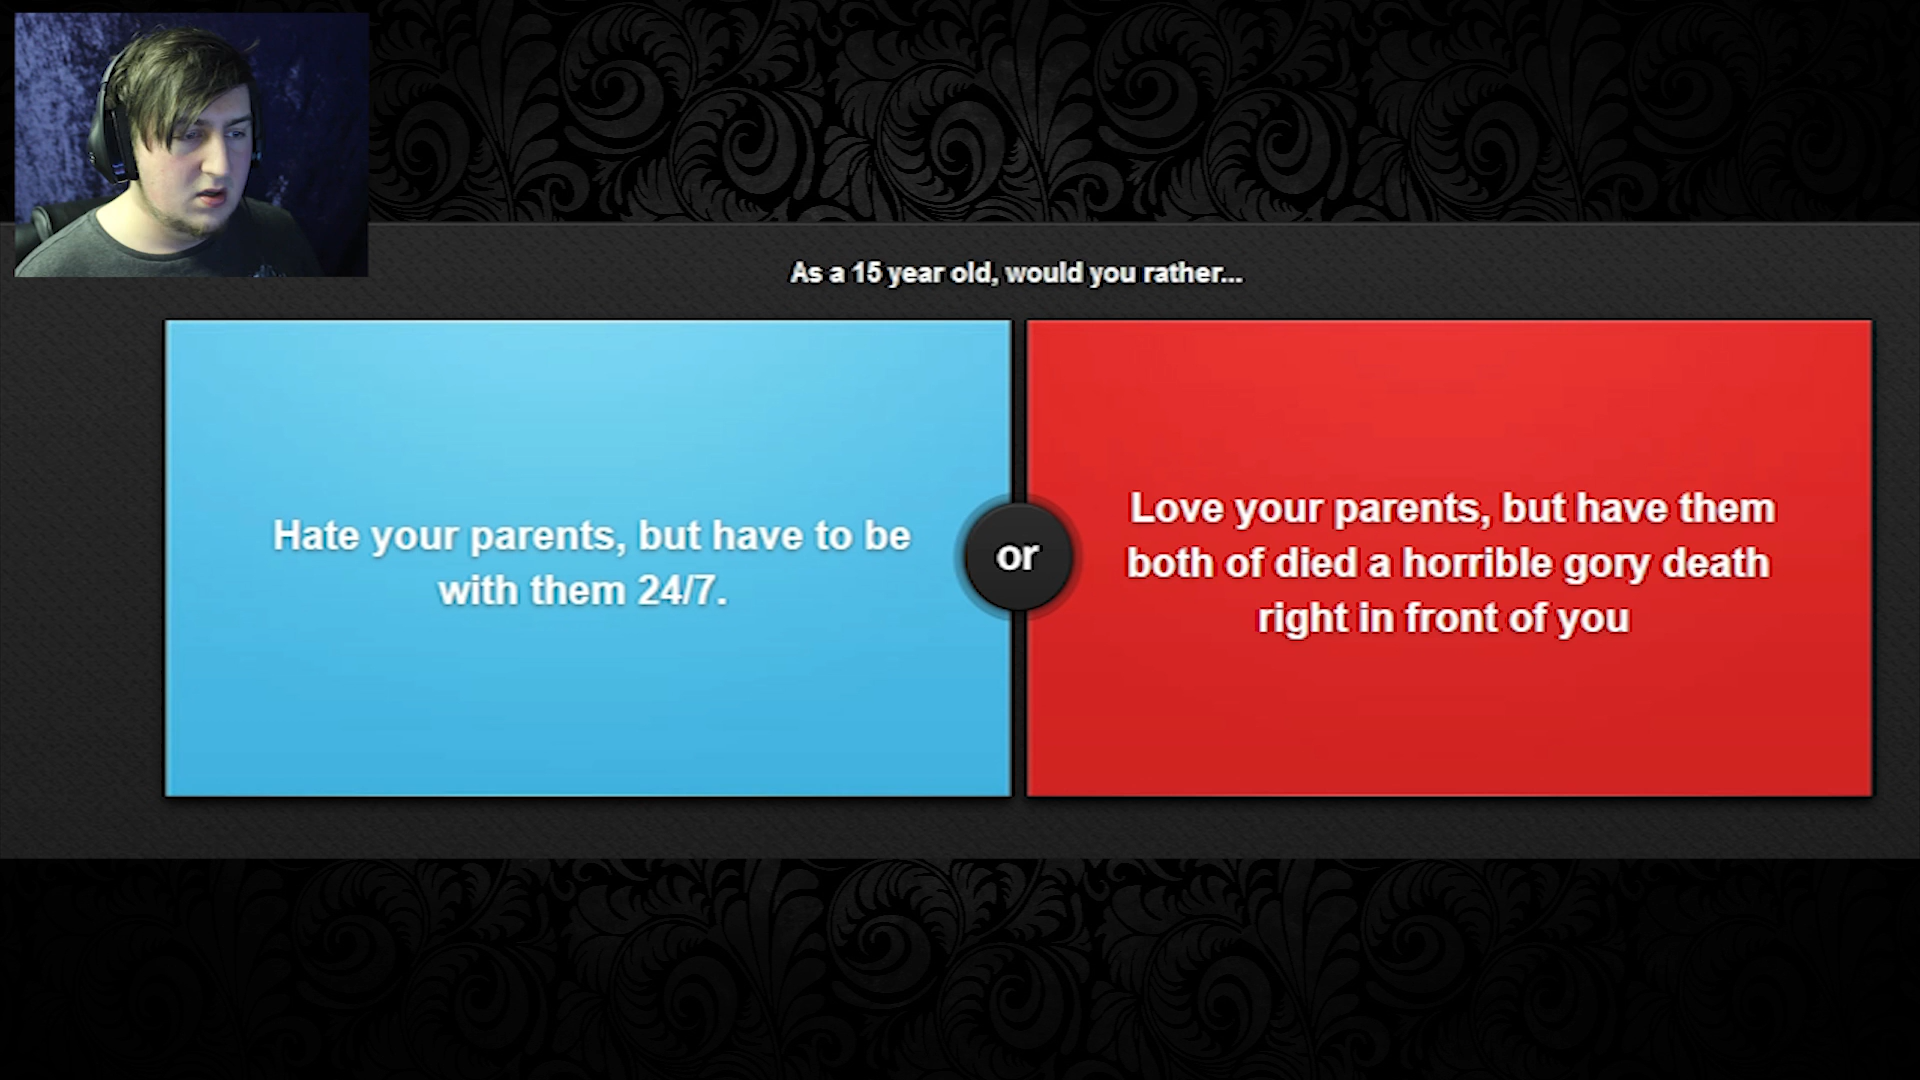 As a 15 year old, would you rather...
Hate your parents, but have to be
with them 24/7.
or
Love your parents, but have them
both of died a horrible gory death
right in front of you